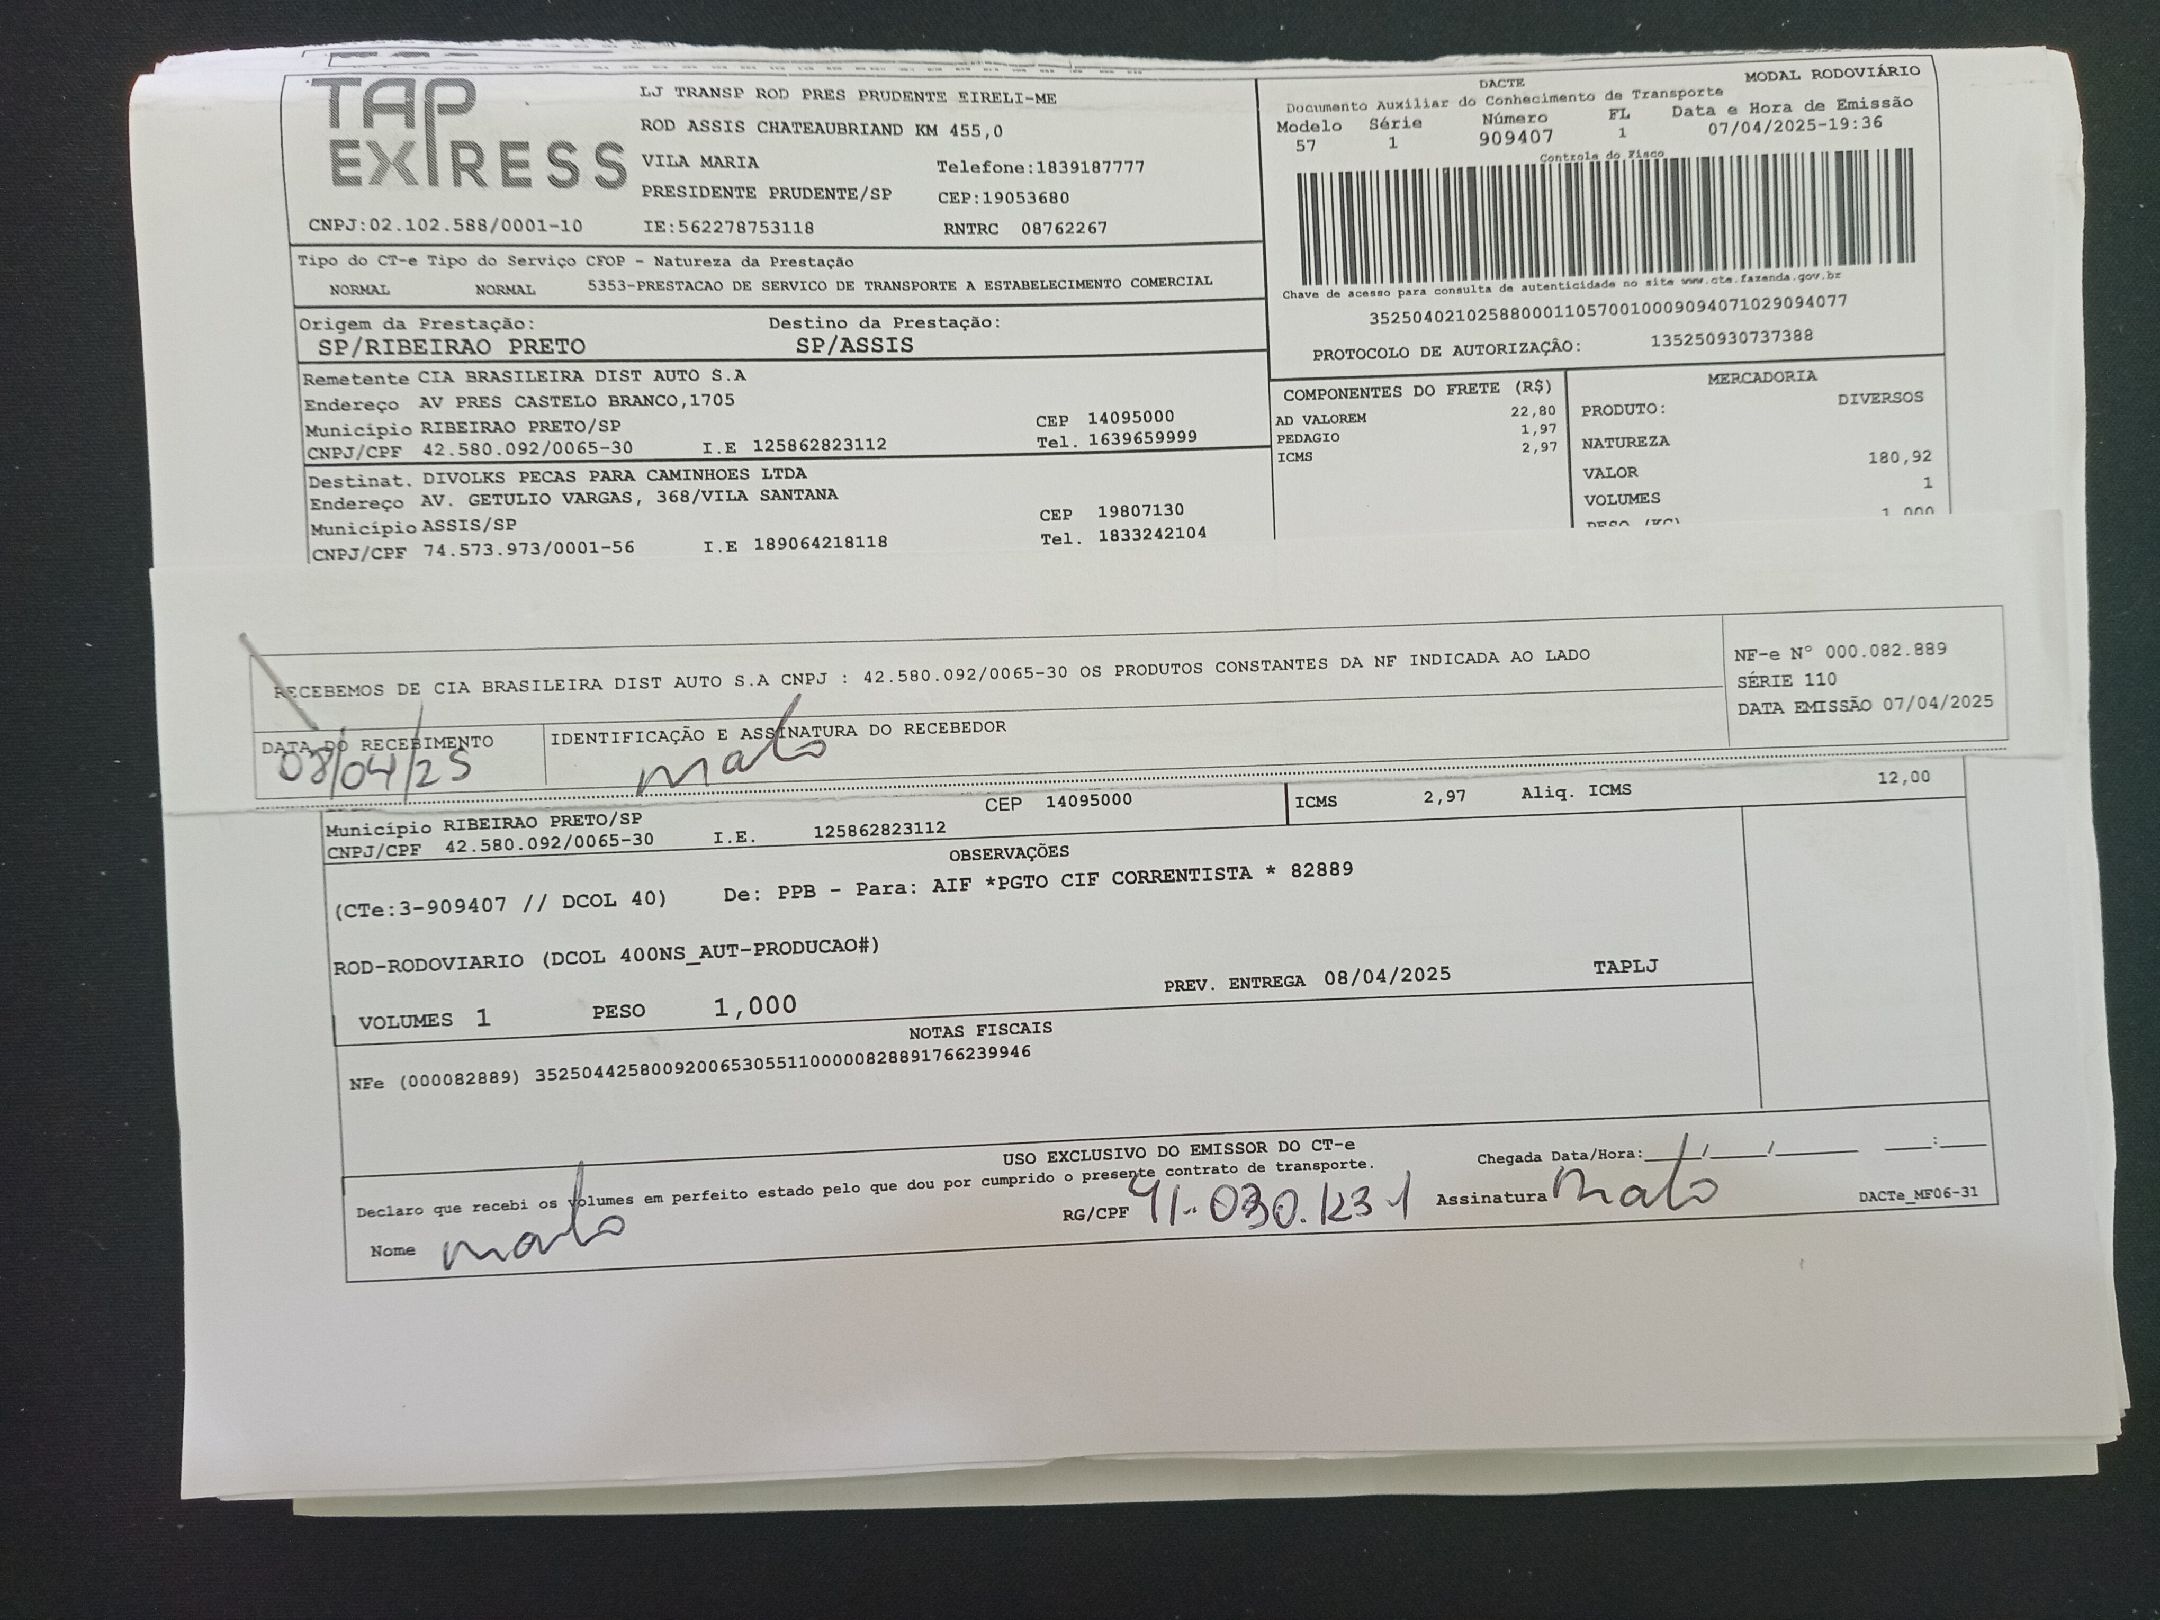 TAP
EXPRESS
LJ TRANSP ROD PRES PRUDENTE EIRELI-ME
ROD ASSIS CHATEAUBRIAND KM 455,0
VILA MARIA Telefone:1839187777
PRESIDENTE PRUDENTE/SP CEP:19053680
CNPJ:02.102.588/0001-10 IE:562278753118 RNTRC 08762267
DACTE MODAL RODOVIÁRIO
Documento Auxiliar do Conhecimento de Transporte
Modelo Série Número FL Data e Hora de Emissão
57 1 909407 1 07/04/2025-19:36
Controle do Fisco
Chave de acesso para consulta de autenticidade no site www.cte.fazenda.gov.br
35250402102588000110570010009094071029094077
PROTOCOLO DE AUTORIZAÇÃO: 135250930737388
Tipo do CT-e Tipo do Serviço CFOP - Natureza da Prestação
NORMAL NORMAL 5353-PRESTACAO DE SERVICO DE TRANSPORTE A ESTABELECIMENTO COMERCIAL
Origem da Prestação: Destino da Prestação:
SP/RIBEIRAO PRETO SP/ASSIS
Remetente CIA BRASILEIRA DIST AUTO S.A
Endereço AV PRES CASTELO BRANCO,1705
Município RIBEIRAO PRETO/SP CEP 14095000
CNPJ/CPF 42.580.092/0065-30 I.E 125862823112 Tel. 1639659999
Destinat. DIVOLKS PECAS PARA CAMINHOES LTDA
Endereço AV. GETULIO VARGAS, 368/VILA SANTANA
Município ASSIS/SP CEP 19807130
CNPJ/CPF 74.573.973/0001-56 I.E 189064218118 Tel. 1833242104
COMPONENTES DO FRETE (R$)
AD VALOREM 22,80
PEDAGIO 1,97
ICMS 2,97
MERCADORIA
PRODUTO: DIVERSOS
NATUREZA
VALOR 180,92
VOLUMES 1
PESO (KG) 1,000
RECEBEMOS DE CIA BRASILEIRA DIST AUTO S.A CNPJ : 42.580.092/0065-30 OS PRODUTOS CONSTANTES DA NF INDICADA AO LADO
NF-e Nº 000.082.889
SÉRIE 110
DATA EMISSÃO 07/04/2025
DATA DO RECEBIMENTO IDENTIFICAÇÃO E ASSINATURA DO RECEBEDOR
08/04/25
CEP 14095000 ICMS 2,97 Aliq. ICMS 12,00
Município RIBEIRAO PRETO/SP
CNPJ/CPF 42.580.092/0065-30 I.E. 125862823112
OBSERVAÇÕES
(CTe:3-909407 // DCOL 40) De: PPB - Para: AIF *PGTO CIF CORRENTISTA * 82889
ROD-RODOVIARIO (DCOL 400NS_AUT-PRODUCAO#)
PREV. ENTREGA 08/04/2025 TAPLJ
VOLUMES 1 PESO 1,000
NOTAS FISCAIS
NFe (000082889) 35250442580092006530551100000828891766239946
USO EXCLUSIVO DO EMISSOR DO CT-e
Declaro que recebi os volumes em perfeito estado pelo que dou por cumprido o presente contrato de transporte.
Chegada Data/Hora:___/___/______ ___:___
Nome RG/CPF Assinatura DACTe_MF06-31